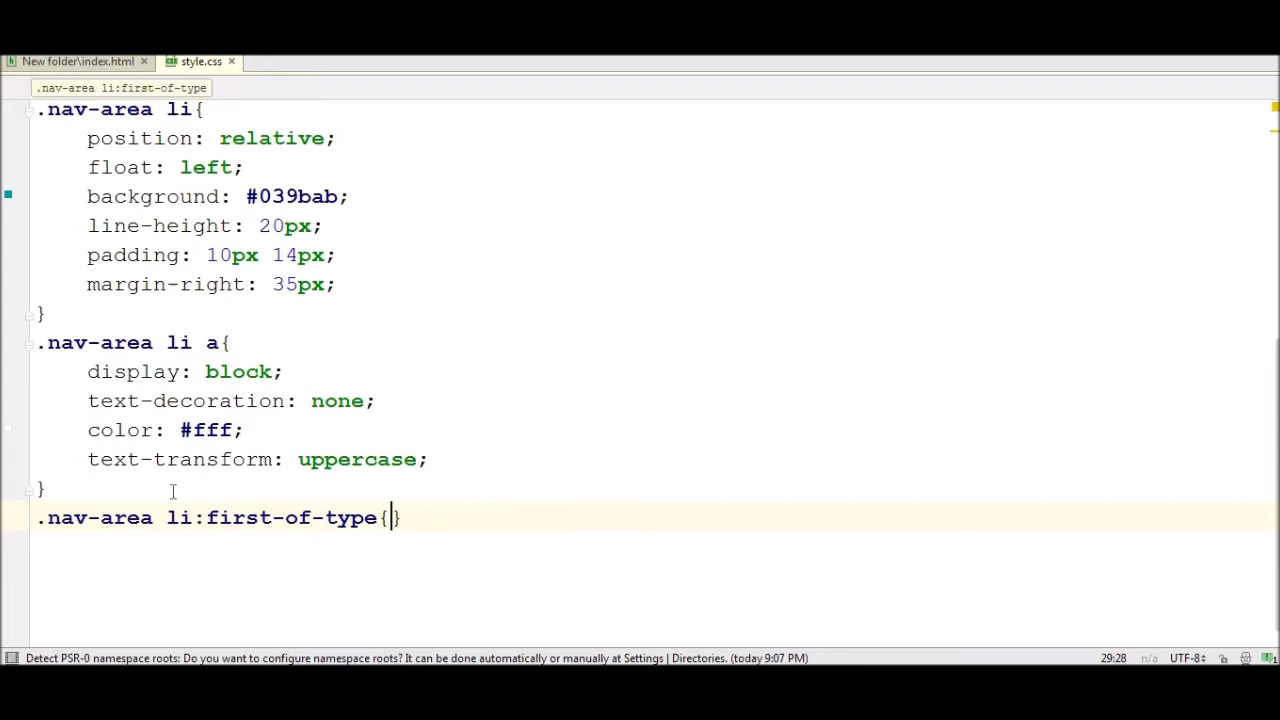 New folder\index.html style.css
.nav-area li:first-of-type
.nav-area li{
position: relative;
float: left;
background: #039bab;
line-height: 20px;
padding: 10px 14px;
margin-right: 35px;
}
.nav-area li a{
display: block;
text-decoration: none;
color: #fff;
text-transform: uppercase;
}
.nav-area li:first-of-type{}
Detect PSR-0 namespace roots: Do you want to configure namespace roots? It can be done automatically or manually at Settings | Directories. (today 9:07 PM) 29:28 n/a UTF-8